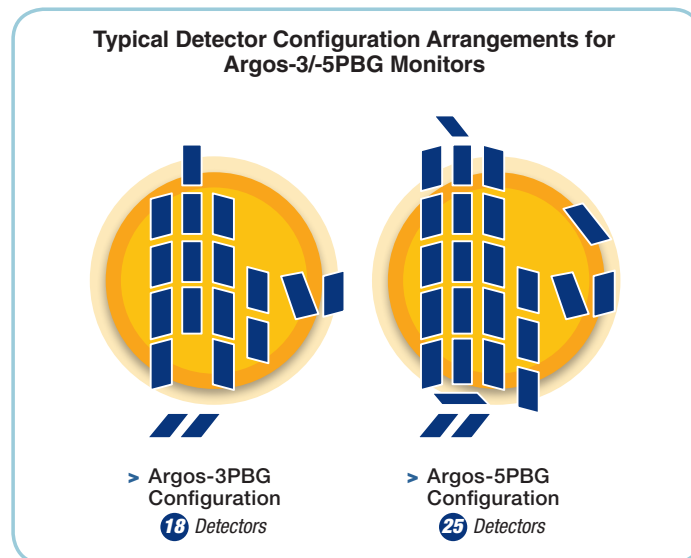 Typical Detector Configuration Arrangements for
Argos-3/-5PBG Monitors
> Argos-3PBG
Configuration
18 Detectors
> Argos-5PBG
Configuration
25 Detectors